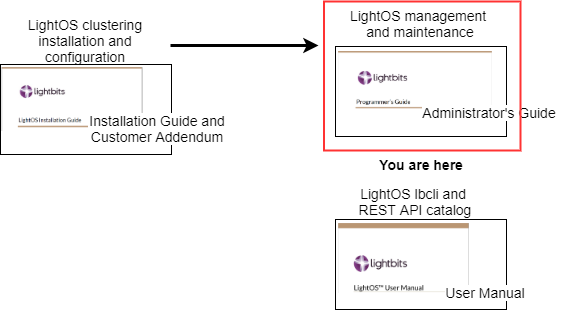 LightOS clustering
installation and
configuration
lightbits
LightOS Installation Guide
Installation Guide and
Customer Addendum
LightOS management
and maintenance
lightbits
Programmer's Guide
Administrator's Guide
You are here
LightOS lbcli and
REST API catalog
lightbits
LightOS™ User Manual
User Manual